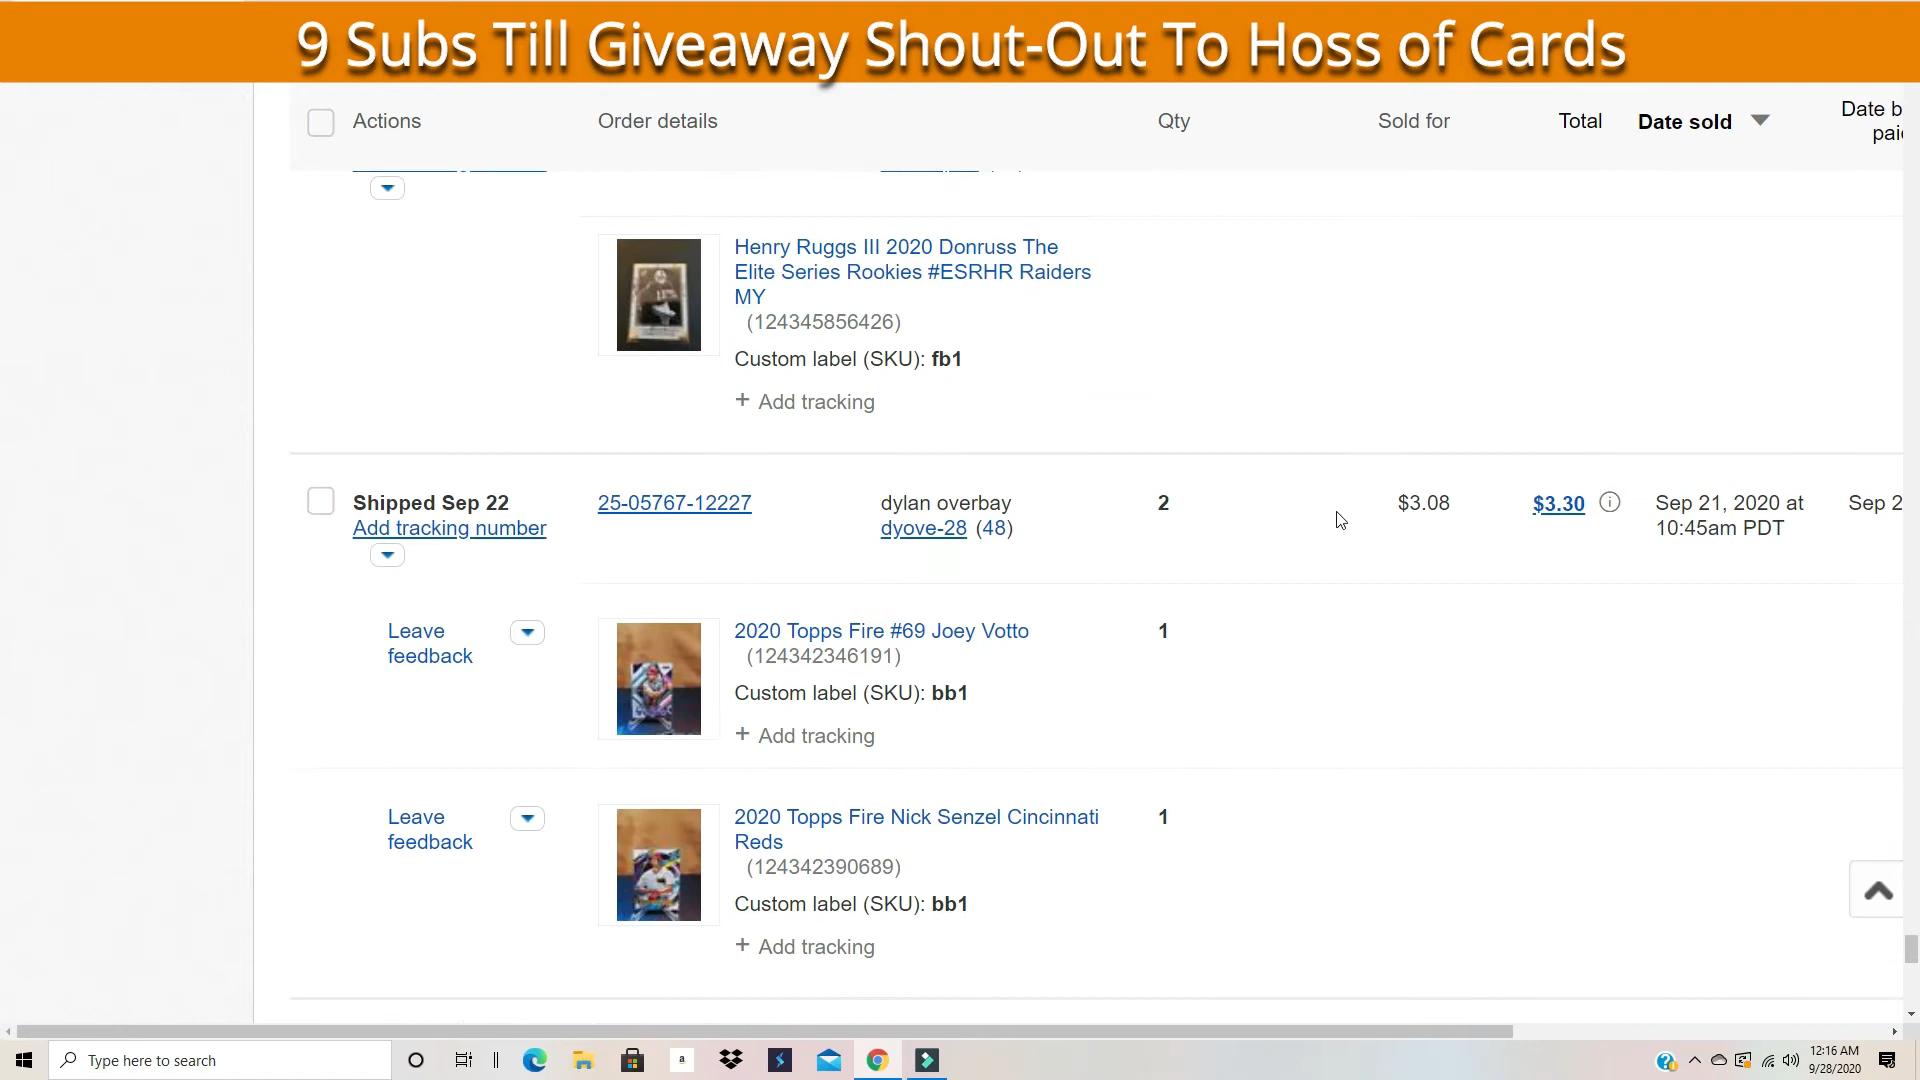 9 Subs Till Giveaway Shout-Out To Hoss of Cards
Actions Order details Qty Sold for Total Date sold Date b
paid
Henry Ruggs III 2020 Donruss The
Elite Series Rookies #ESRHR Raiders
MY
(124345856426)
Custom label (SKU): fb1
+ Add tracking
Shipped Sep 22 25-05767-12227 dylan overbay 2 $3.08 $3.30 Sep 21, 2020 at Sep 2
Add tracking number dyove-28 (48) 10:45am PDT
Leave 2020 Topps Fire #69 Joey Votto 1
feedback (124342346191)
Custom label (SKU): bb1
+ Add tracking
Leave 2020 Topps Fire Nick Senzel Cincinnati 1
feedback Reds
(124342390689)
Custom label (SKU): bb1
+ Add tracking
Type here to search
12:16 AM
9/28/2020